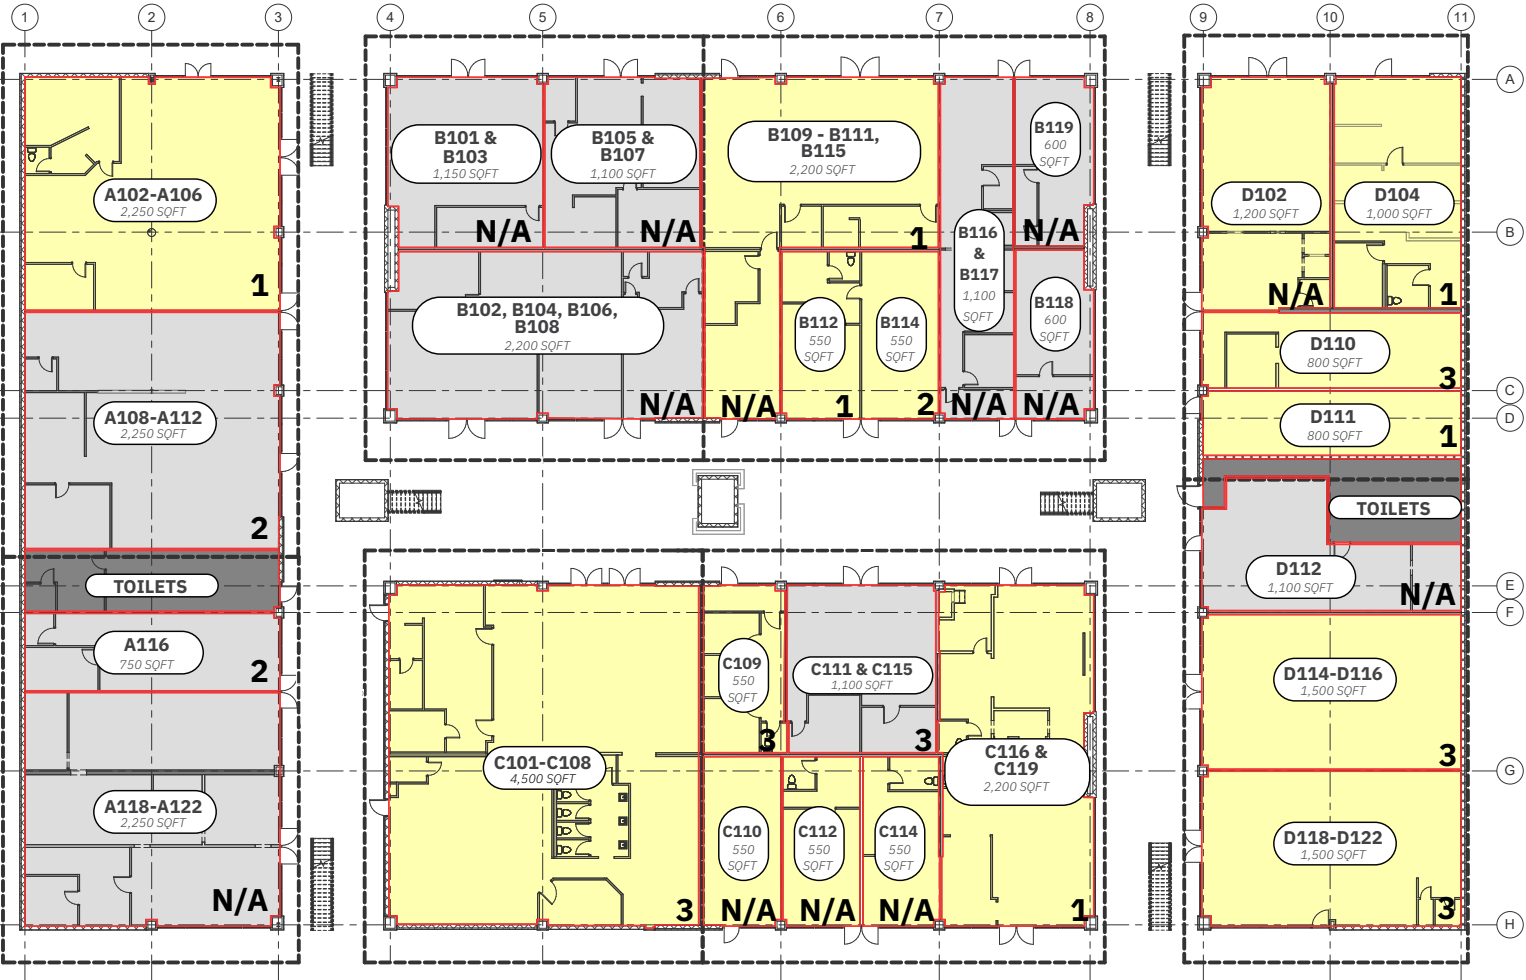 1
2
3
4
5
6
7
8
9
10
11
A
B
C
D
E
F
G
H
A102-A106
2,250 SQFT
1
A108-A112
2,250 SQFT
2
TOILETS
A116
750 SQFT
2
A118-A122
2,250 SQFT
N/A
B101 &
B103
1,150 SQFT
N/A
B105 &
B107
1,100 SQFT
N/A
B102, B104, B106,
B108
2,200 SQFT
N/A
B109 - B111,
B115
2,200 SQFT
1
N/A
B112
550
SQFT
1
B114
550
SQFT
2
B116
&
B117
1,100
SQFT
N/A
B119
600
SQFT
N/A
B118
600
SQFT
N/A
C101-C108
4,500 SQFT
3
C109
550
SQFT
3
C111 & C115
1,100 SQFT
3
C110
550
SQFT
N/A
C112
550
SQFT
N/A
C114
550
SQFT
N/A
C116 &
C119
2,200 SQFT
1
D102
1,200 SQFT
N/A
D104
1,000 SQFT
1
D110
800 SQFT
3
D111
800 SQFT
1
TOILETS
D112
1,100 SQFT
N/A
D114-D116
1,500 SQFT
3
D118-D122
1,500 SQFT
3